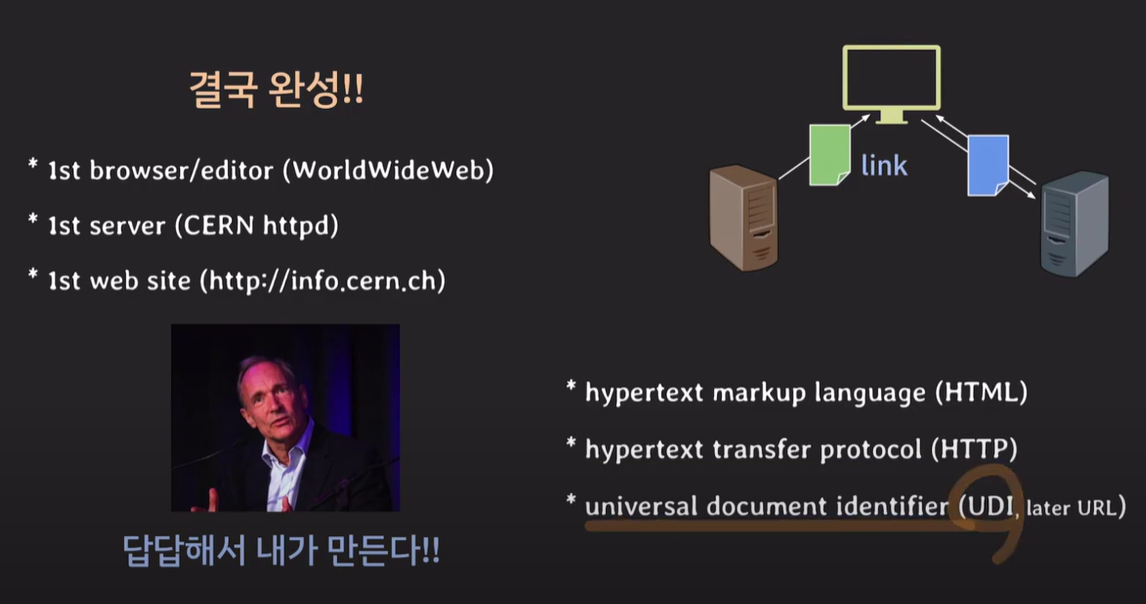 결국 완성!!
* 1st browser/editor (WorldWideWeb)
* 1st server (CERN httpd)
* 1st web site (http://info.cern.ch)
답답해서 내가 만든다!!
link
* hypertext markup language (HTML)
* hypertext transfer protocol (HTTP)
* universal document identifier (UDI, later URL)